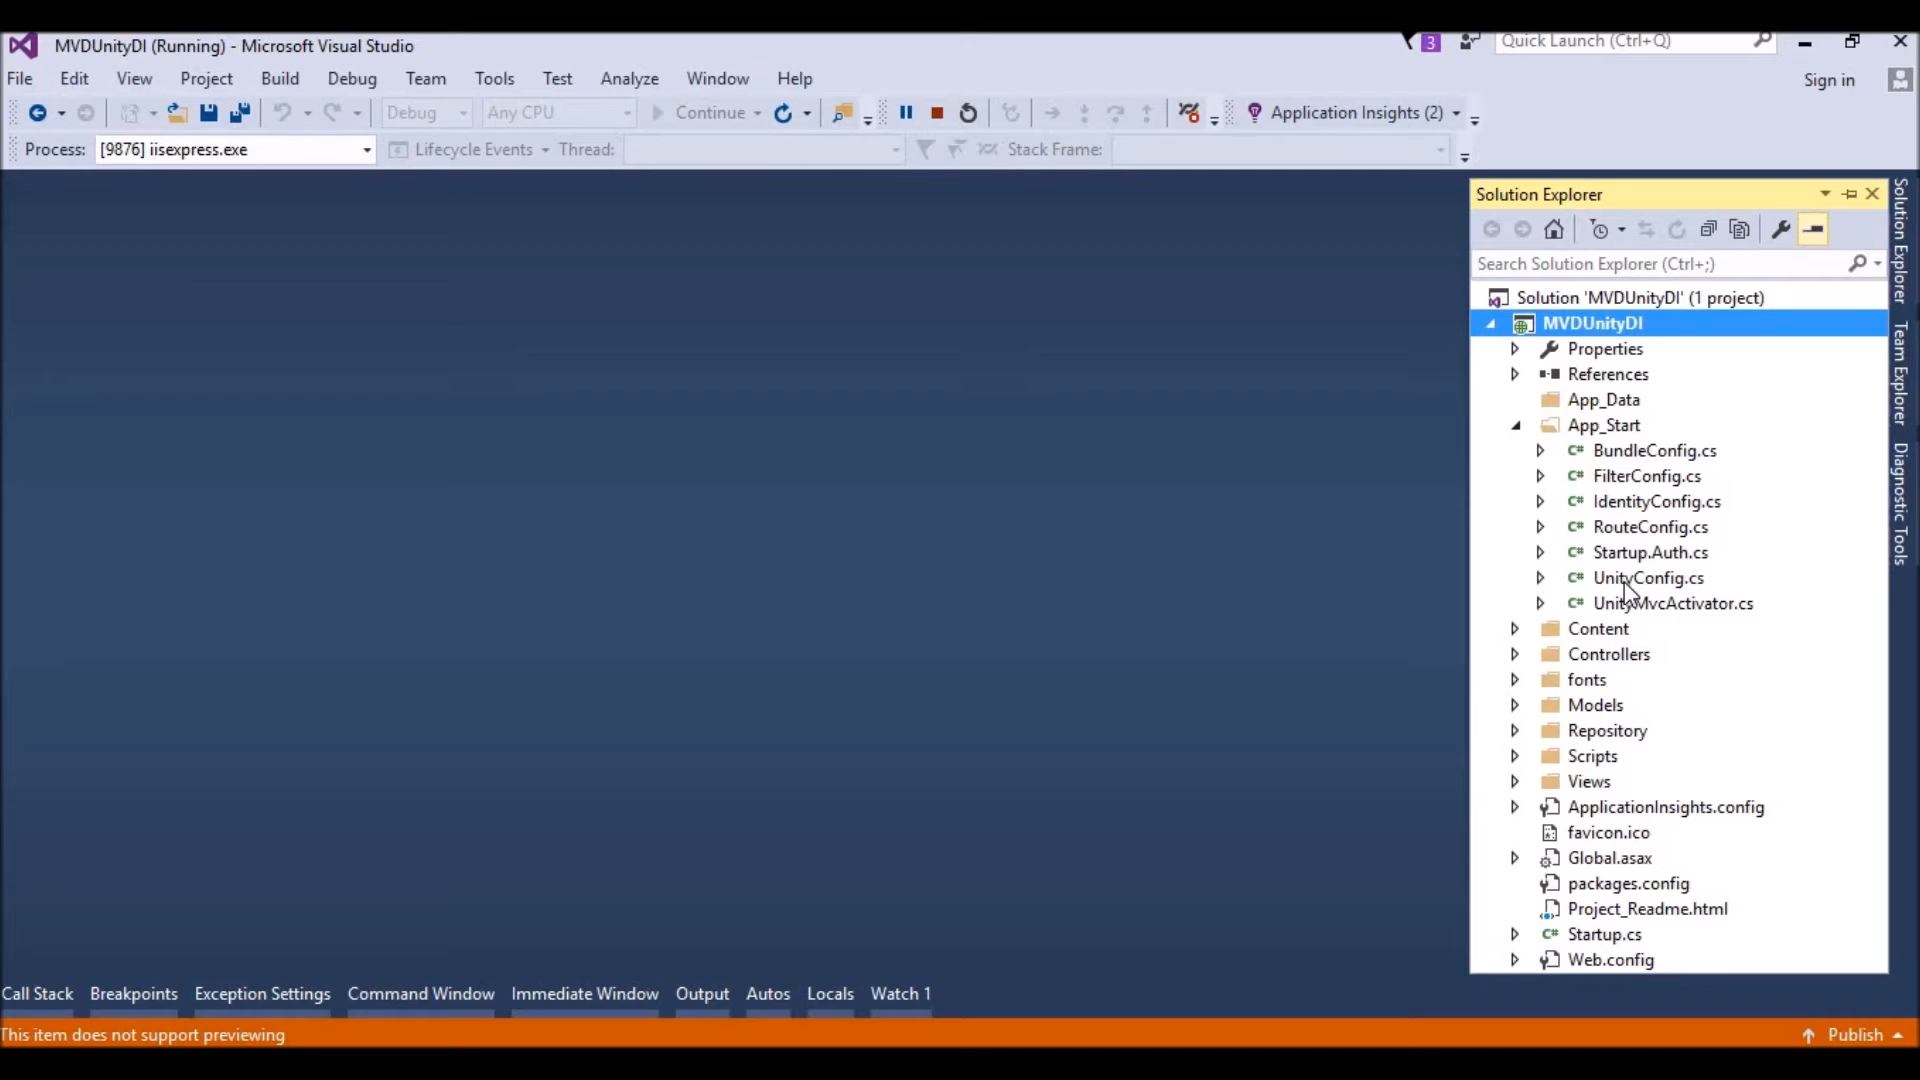 MVDUnityDI (Running) - Microsoft Visual Studio
3
Quick Launch (Ctrl+Q)
File Edit View Project Build Debug Team Tools Test Analyze Window Help
Sign in
Debug Any CPU Continue Application Insights (2)
Process: [9876] iisexpress.exe Lifecycle Events Thread: Stack Frame:
Solution Explorer
Search Solution Explorer (Ctrl+;)
Solution 'MVDUnityDI' (1 project)
MVDUnityDI
Properties
References
App_Data
App_Start
BundleConfig.cs
FilterConfig.cs
IdentityConfig.cs
RouteConfig.cs
Startup.Auth.cs
UnityConfig.cs
UnityMvcActivator.cs
Content
Controllers
fonts
Models
Repository
Scripts
Views
ApplicationInsights.config
favicon.ico
Global.asax
packages.config
Project_Readme.html
Startup.cs
Web.config
Solution Explorer
Team Explorer
Diagnostic Tools
Call Stack Breakpoints Exception Settings Command Window Immediate Window Output Autos Locals Watch 1
This item does not support previewing
Publish